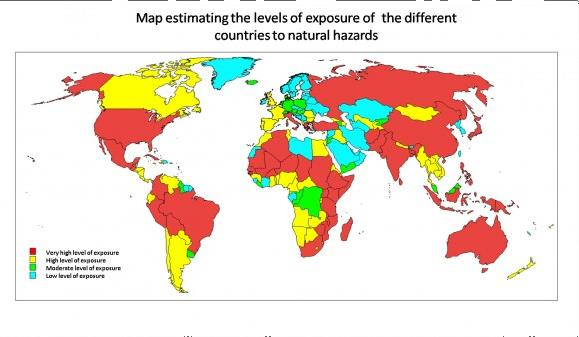 Map estimating the levels of exposure of the different
countries to natural hazards
Very high level of exposure
High level of exposure
Moderate level of exposure
Low level of exposure